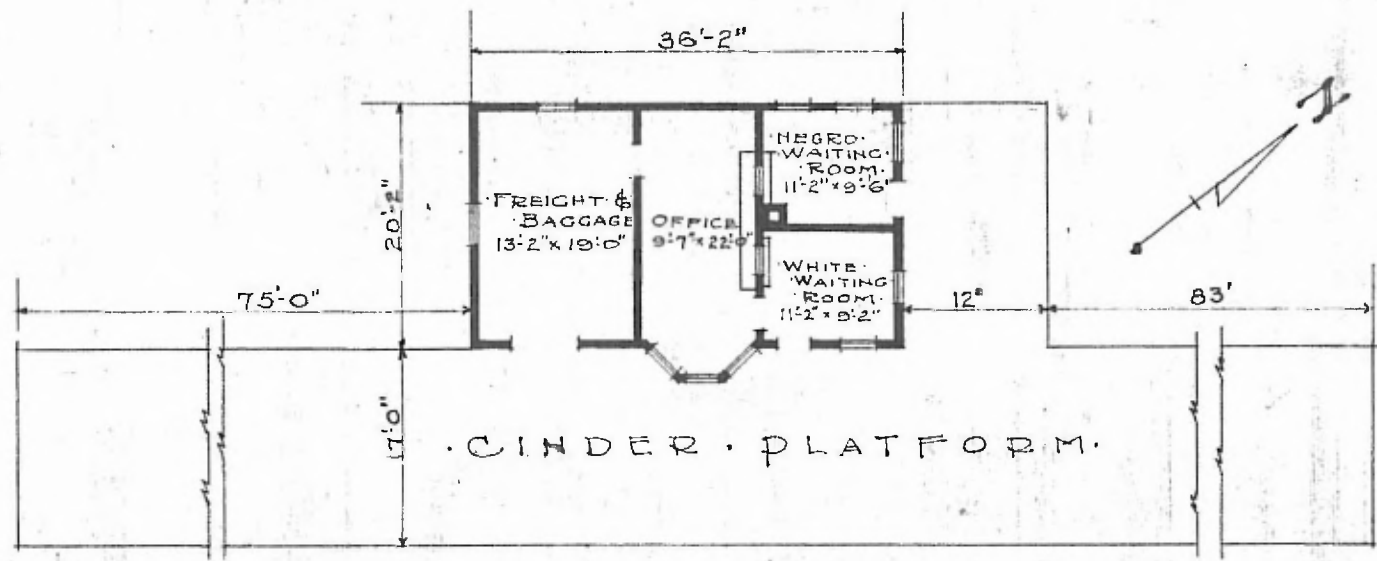 36'-2"
·NEGRO·
WAITING·
·ROOM·
11'-2" × 9'-6"
·FREIGHT·&
·BAGGAGE
13'-2" × 19'-0"
OFFICE
9'-7" × 22'-0"
20'-2"
·WHITE·
·WAITING
·ROOM·
11'-2" × 9'-2"
75'-0"
83'
17'-0"
·CINDER·PLATFORM·